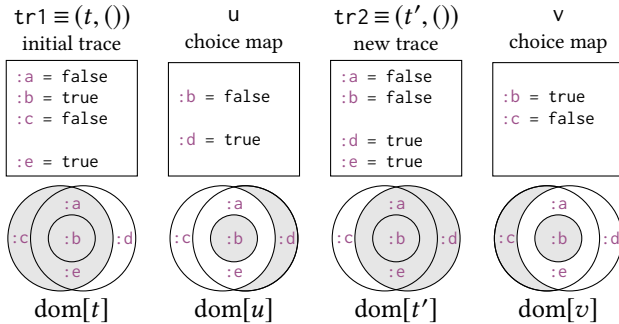 tr1 ≡ (t, ()) u tr2 ≡ (t′, ()) v
initial trace choice map new trace choice map
:a = false
:b = true
:c = false
:e = true
:b = false
:d = true
:a = false
:b = false
:d = true
:e = true
:b = true
:c = false
:a :a :a :a
:c :b :d :c :b :d :c :b :d :c :b :d
:e :e :e :e
dom[t] dom[u] dom[t′] dom[v]